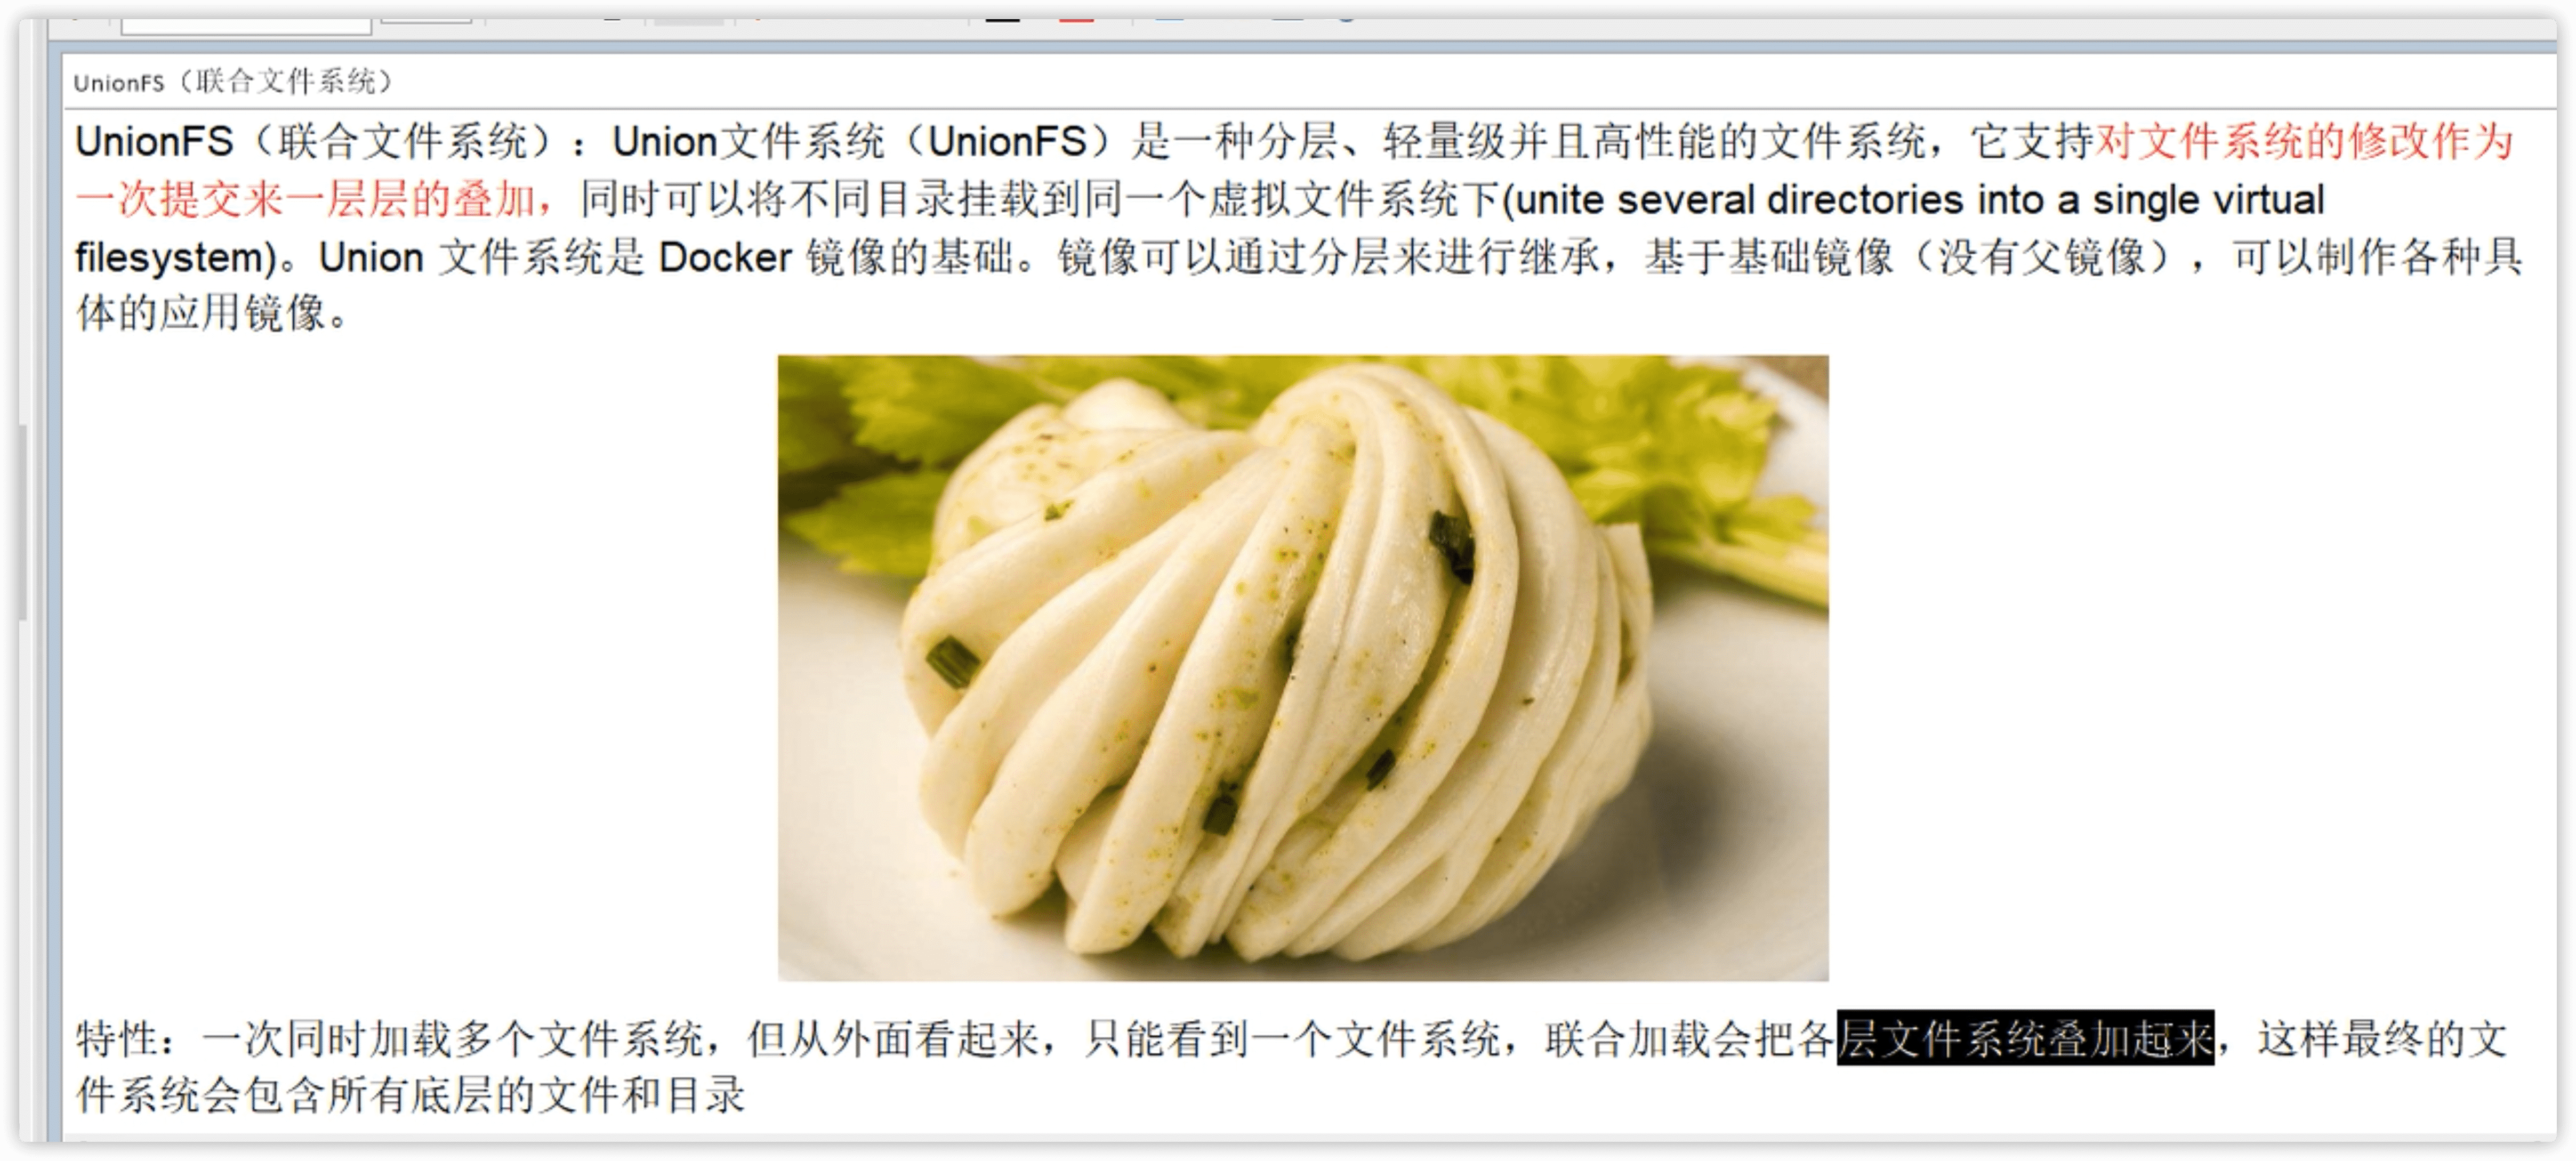 UnionFS（联合文件系统）
UnionFS（联合文件系统）：Union文件系统（UnionFS）是一种分层、轻量级并且高性能的文件系统，它支持对文件系统的修改作为
一次提交来一层层的叠加，同时可以将不同目录挂载到同一个虚拟文件系统下(unite several directories into a single virtual
filesystem)。Union 文件系统是 Docker 镜像的基础。镜像可以通过分层来进行继承，基于基础镜像（没有父镜像），可以制作各种具
体的应用镜像。
特性：一次同时加载多个文件系统，但从外面看起来，只能看到一个文件系统，联合加载会把各层文件系统叠加起来，这样最终的文
件系统会包含所有底层的文件和目录